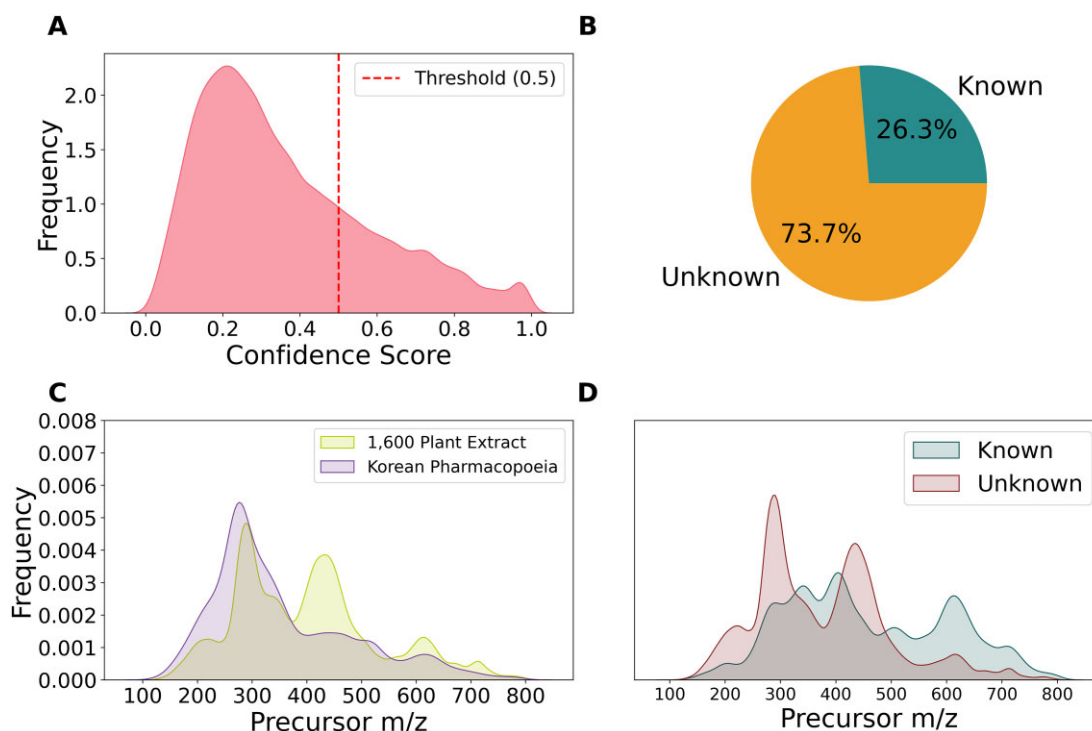 A
Threshold (0.5)
Frequency
2.0
1.5
1.0
0.5
0.0
0.0 0.2 0.4 0.6 0.8 1.0
Confidence Score
B
Known
26.3%
73.7%
Unknown
C
1,600 Plant Extract
Korean Pharmacopoeia
Frequency
0.008
0.007
0.006
0.005
0.004
0.003
0.002
0.001
0.000
100 200 300 400 500 600 700 800
Precursor m/z
D
Known
Unknown
100 200 300 400 500 600 700 800
Precursor m/z